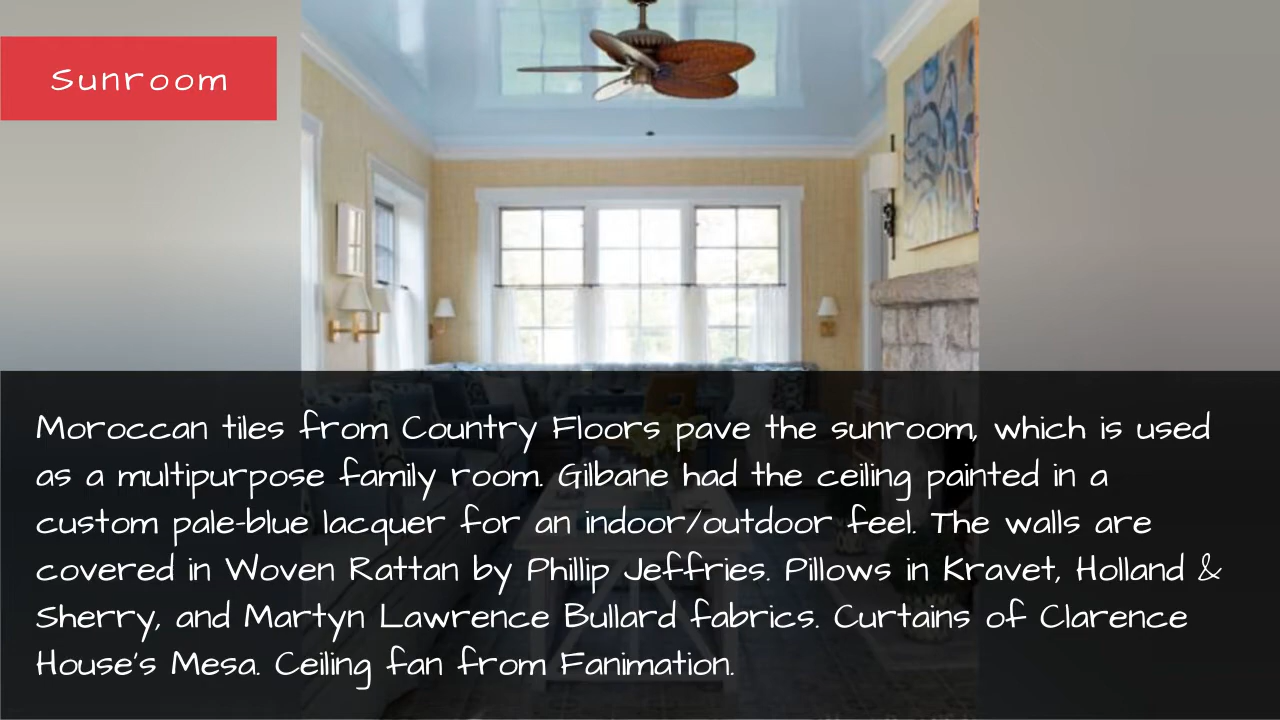 Sunroom
Moroccan tiles from Country Floors pave the sunroom, which is used
as a multipurpose family room. Gilbane had the ceiling painted in a
custom pale-blue lacquer for an indoor/outdoor feel. The walls are
covered in Woven Rattan by Phillip Jeffries. Pillows in Kravet, Holland &
Sherry, and Martyn Lawrence Bullard fabrics. Curtains of Clarence
House's Mesa. Ceiling fan from Fanimation.